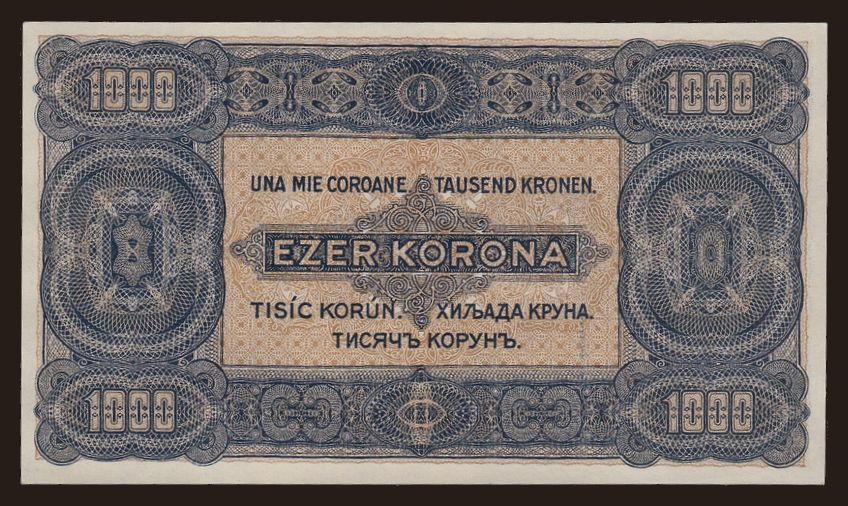 1000 1000
UNA MIE COROANE TAUSEND KRONEN.
EZER KORONA
TISÍC KORÚN. ХИЉАДА КРУНА.
ТИСЯЧЪ КОРУНЪ.
1000 1000